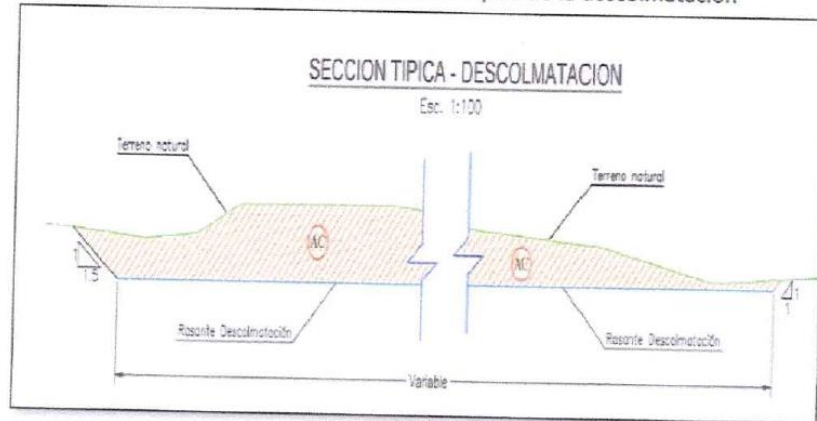 descolmatación
SECCION TIPICA - DESCOLMATACION
Esc. 1:100
Terreno natural
Terreno natural
AC
AC
1
1.5
1
1
Rasante Descolmatación
Rasante Descolmatación
Variable